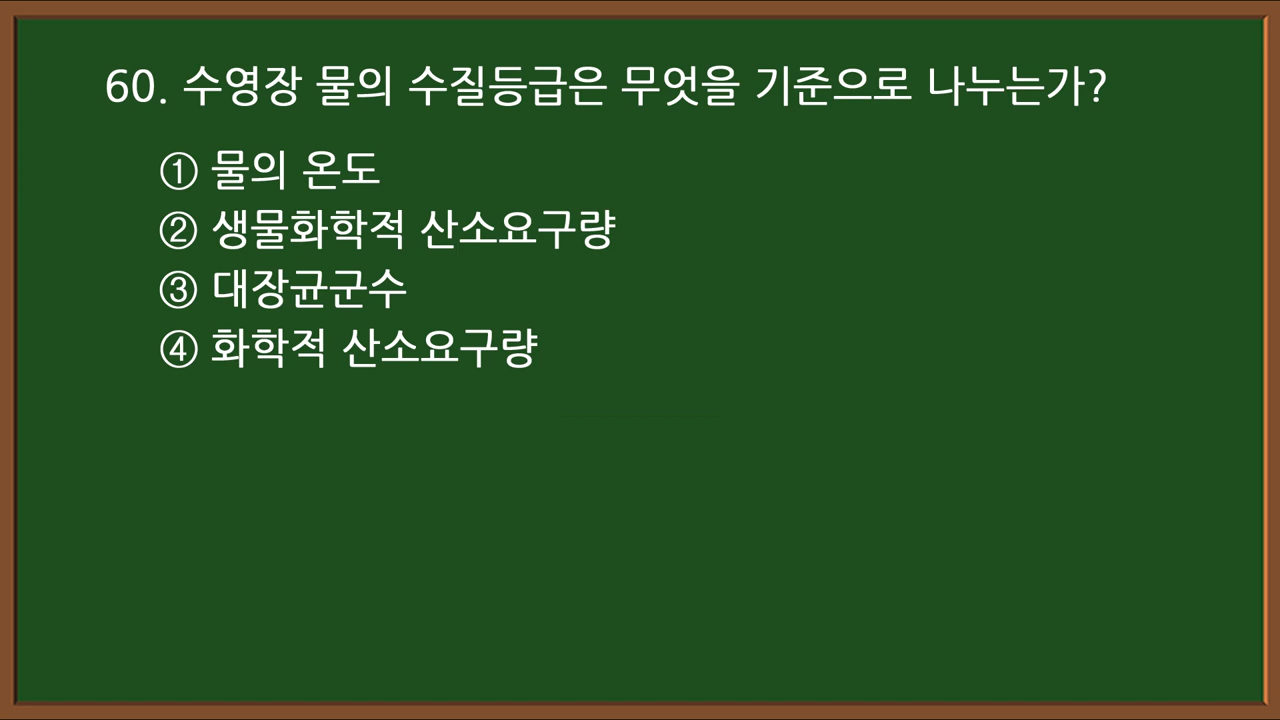 60. 수영장 물의 수질등급은 무엇을 기준으로 나누는가?
① 물의 온도
② 생물화학적 산소요구량
③ 대장균군수
④ 화학적 산소요구량